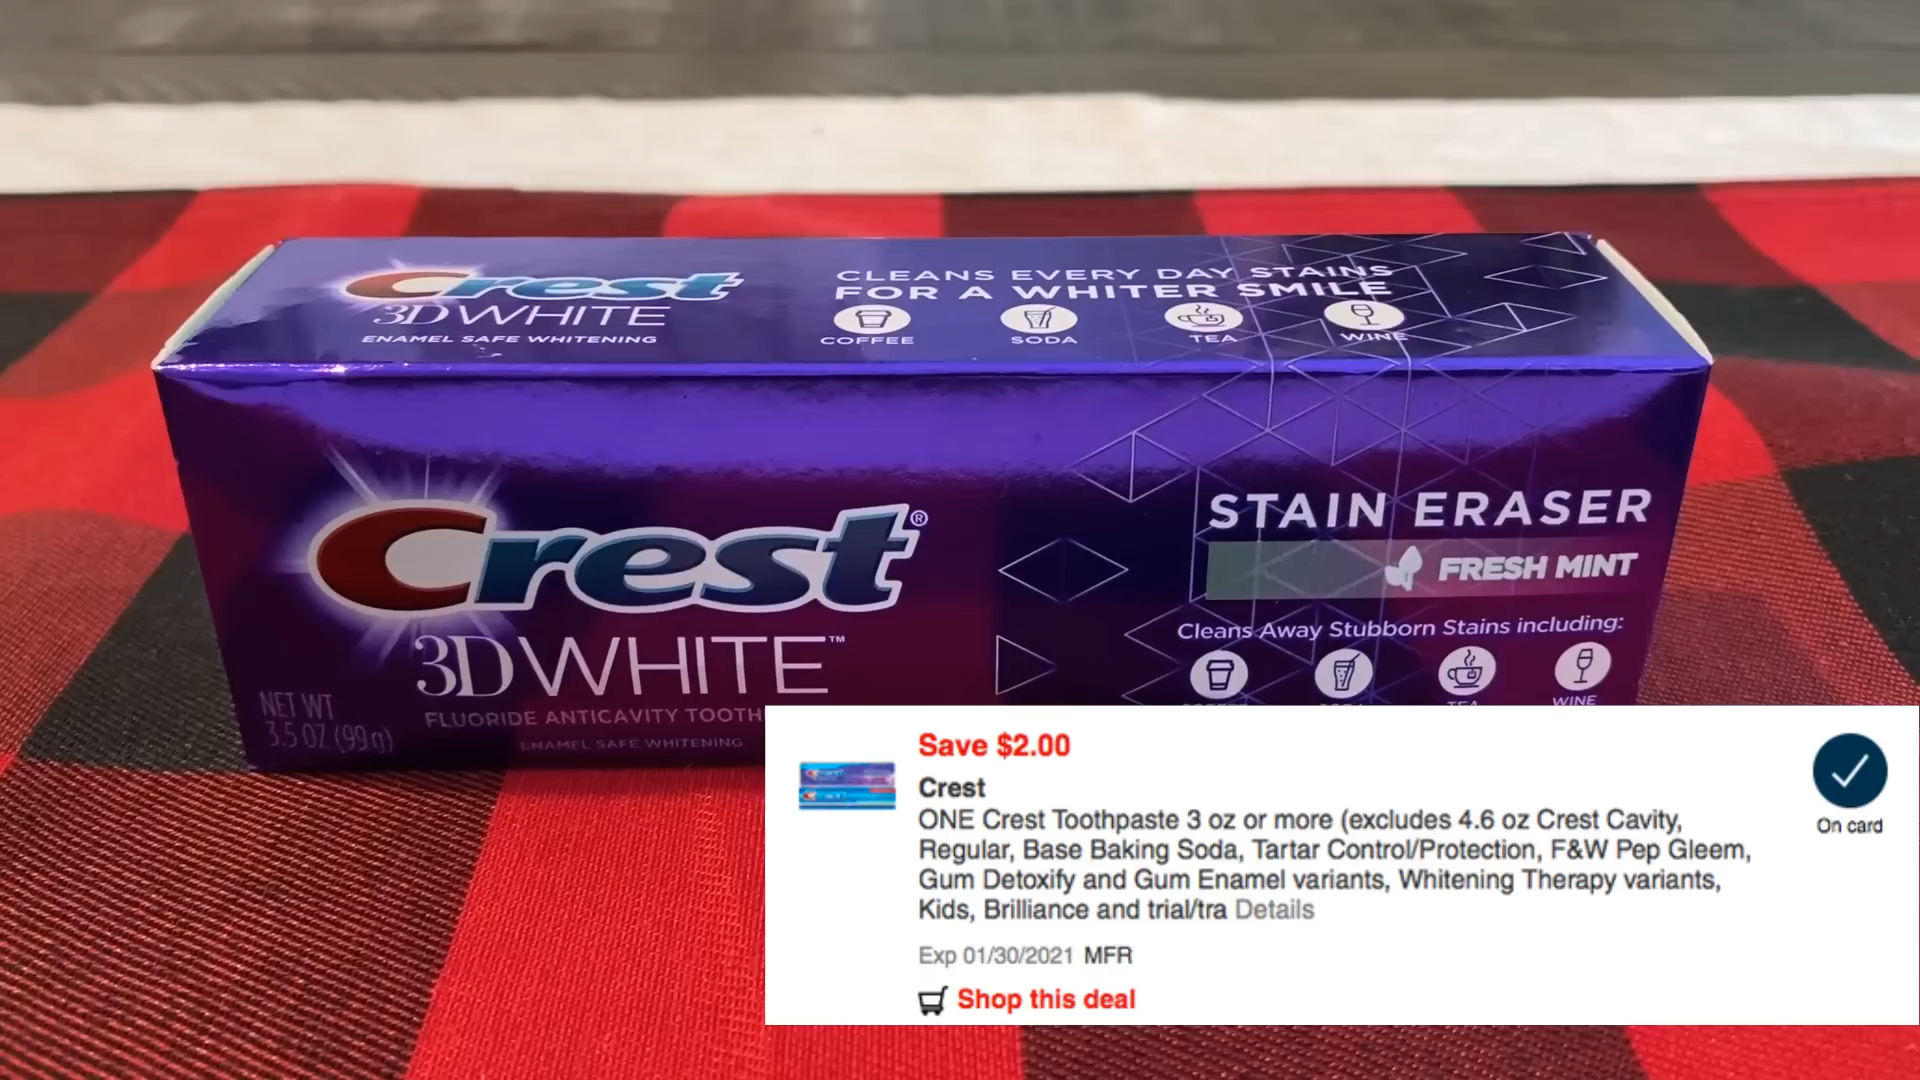 Crest
3D WHITE
ENAMEL SAFE WHITENING
CLEANS EVERY DAY STAINS
FOR A WHITER SMILE
COFFEE SODA TEA WINE
Crest®
3D WHITE™
FLUORIDE ANTICAVITY
ENAMEL SAFE WHITENING
NET WT
3.5 OZ (99g)
STAIN ERASER
FRESH MINT
Cleans Away Stubborn Stains including:
WINE
Save $2.00
Crest
ONE Crest Toothpaste 3 oz or more (excludes 4.6 oz Crest Cavity,
Regular, Base Baking Soda, Tartar Control/Protection, F&W Pep Gleem,
Gum Detoxify and Gum Enamel variants, Whitening Therapy variants,
Kids, Brilliance and trial/tra Details
Exp 01/30/2021 MFR
Shop this deal
On card